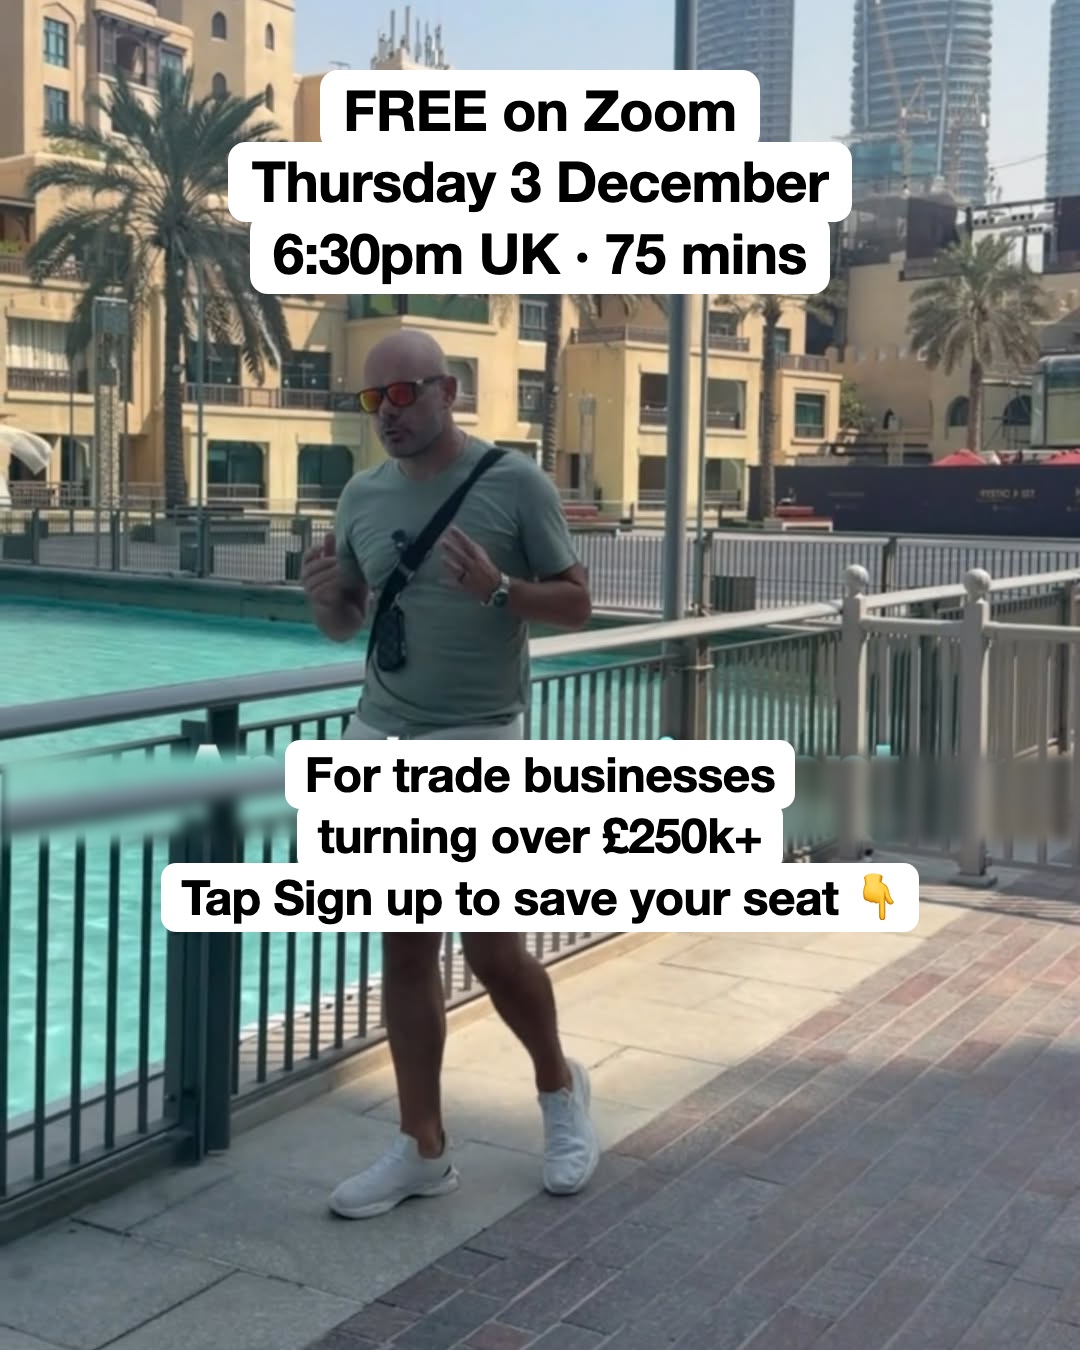 FREE on Zoom
Thursday 3 December
6:30pm UK · 75 mins
For trade businesses
turning over £250k+
Tap Sign up to save your seat 👇